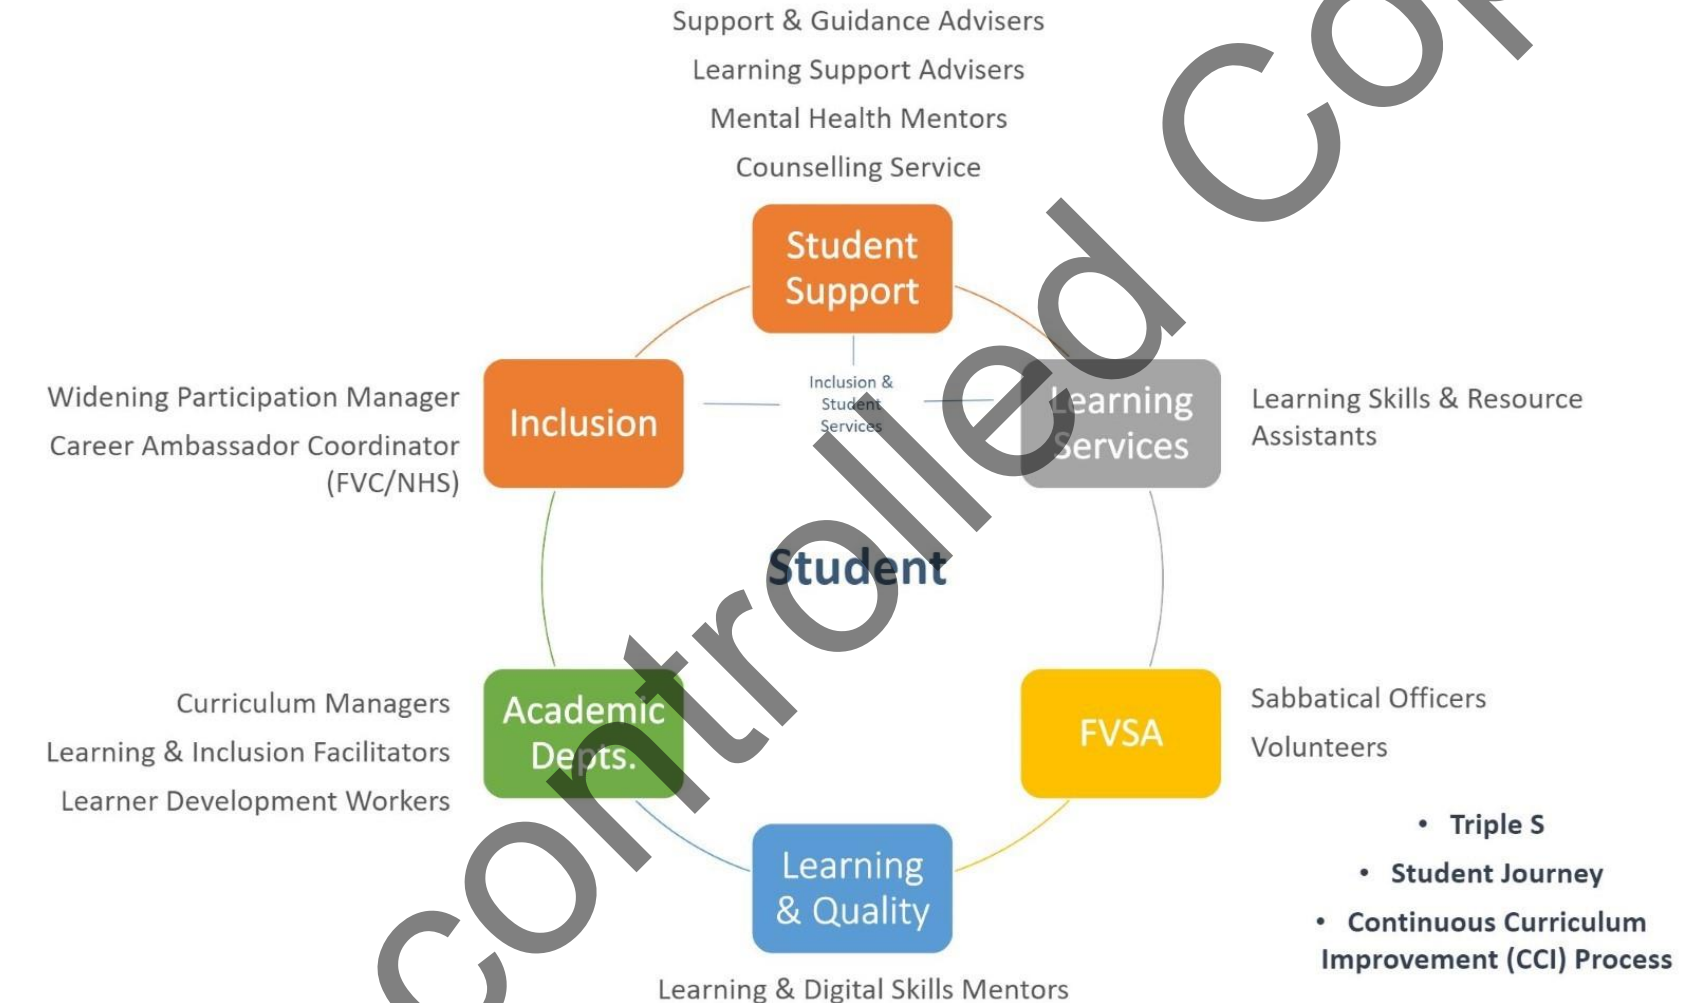 Support & Guidance Advisers
Learning Support Advisers
Mental Health Mentors
Counselling Service
Student
Support
Inclusion
Widening Participation Manager
Career Ambassador Coordinator
(FVC/NHS)
Inclusion &
Student
Services
Learning
Services
Learning Skills & Resource
Assistants
Student
Academic
Depts.
Curriculum Managers
Learning & Inclusion Facilitators
Learner Development Workers
FVSA
Sabbatical Officers
Volunteers
Learning
& Quality
Learning & Digital Skills Mentors
• Triple S
• Student Journey
• Continuous Curriculum
Improvement (CCI) Process
controlled Cop